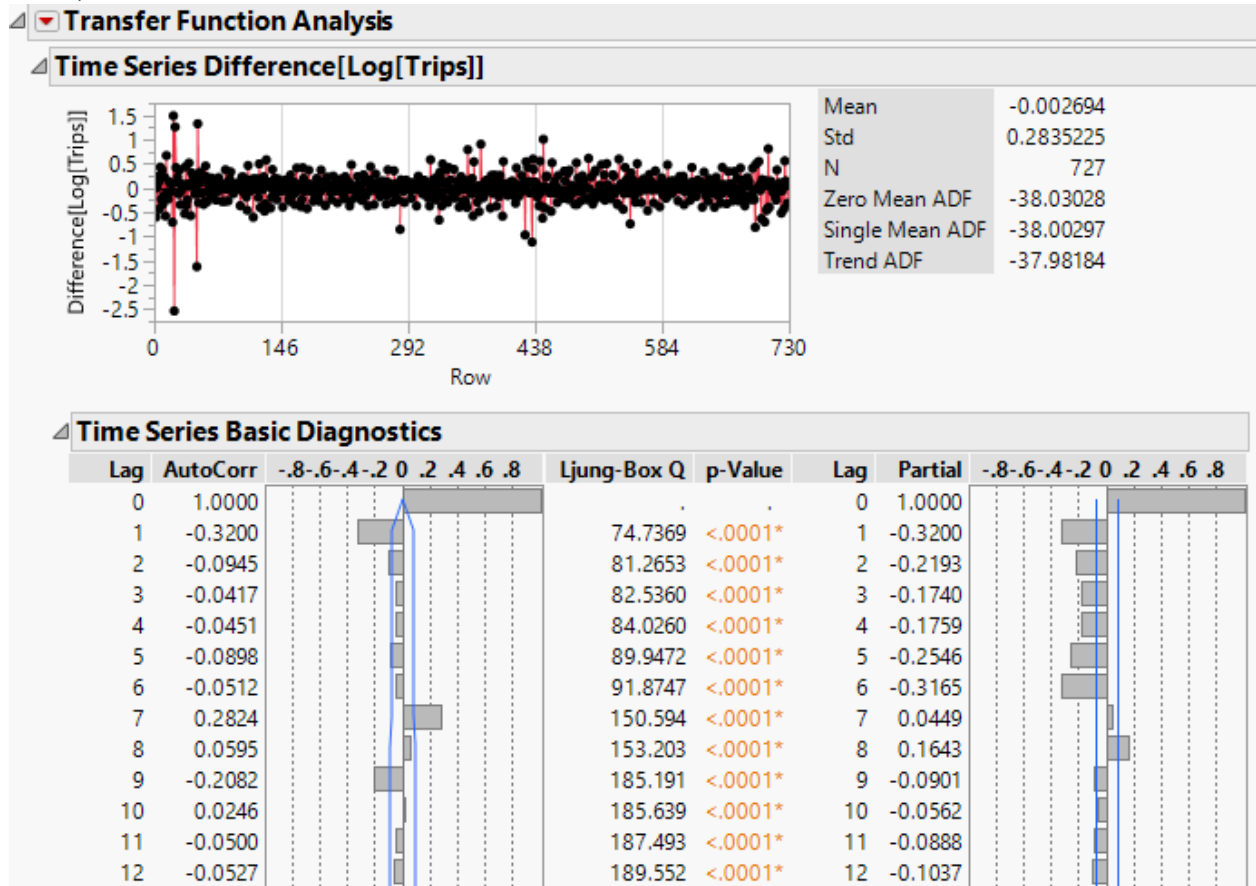 Transfer Function Analysis
Time Series Difference[Log[Trips]]
Difference[Log[Trips]]
1.5
1
0.5
0
-0.5
-1
-1.5
-2
-2.5
0 146 292 438 584 730
Row
Mean -0.002694
Std 0.2835225
N 727
Zero Mean ADF -38.03028
Single Mean ADF -38.00297
Trend ADF -37.98184
Time Series Basic Diagnostics
Lag AutoCorr -.8-.6-.4-.2 0 .2 .4 .6 .8 Ljung-Box Q p-Value Lag Partial -.8-.6-.4-.2 0 .2 .4 .6 .8
0 1.0000 . . 0 1.0000
1 -0.3200 74.7369 <.0001* 1 -0.3200
2 -0.0945 81.2653 <.0001* 2 -0.2193
3 -0.0417 82.5360 <.0001* 3 -0.1740
4 -0.0451 84.0260 <.0001* 4 -0.1759
5 -0.0898 89.9472 <.0001* 5 -0.2546
6 -0.0512 91.8747 <.0001* 6 -0.3165
7 0.2824 150.594 <.0001* 7 0.0449
8 0.0595 153.203 <.0001* 8 0.1643
9 -0.2082 185.191 <.0001* 9 -0.0901
10 0.0246 185.639 <.0001* 10 -0.0562
11 -0.0500 187.493 <.0001* 11 -0.0888
12 -0.0527 189.552 <.0001* 12 -0.1037